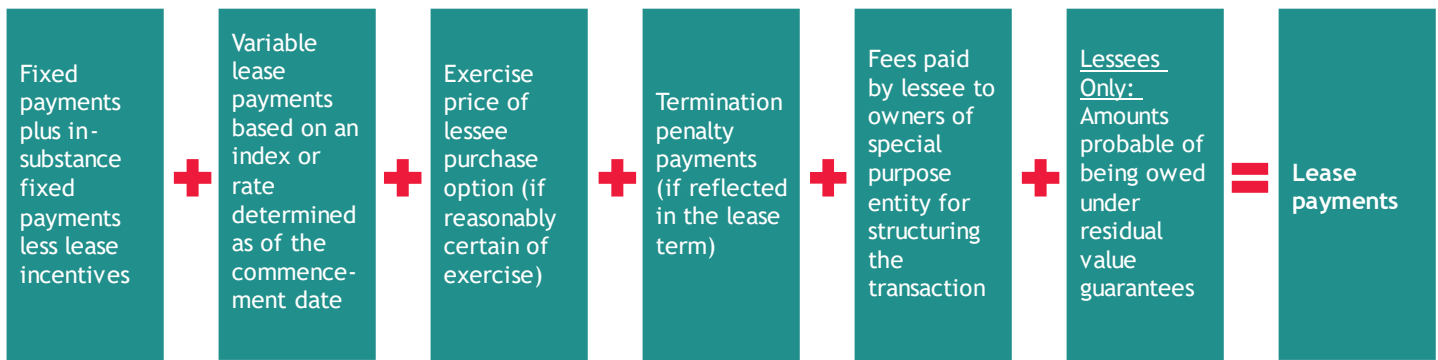 Fixed
payments
plus in-
substance
fixed
payments
less lease
incentives
Variable
lease
payments
based on an
index or
rate
determined
as of the
commence-
ment date
Exercise
price of
lessee
purchase
option (if
reasonably
certain of
exercise)
Termination
penalty
payments
(if reflected
in the lease
term)
Fees paid
by lessee to
owners of
special
purpose
entity for
structuring
the
transaction
Lessees
Only:
Amounts
probable of
being owed
under
residual
value
guarantees
Lease
payments